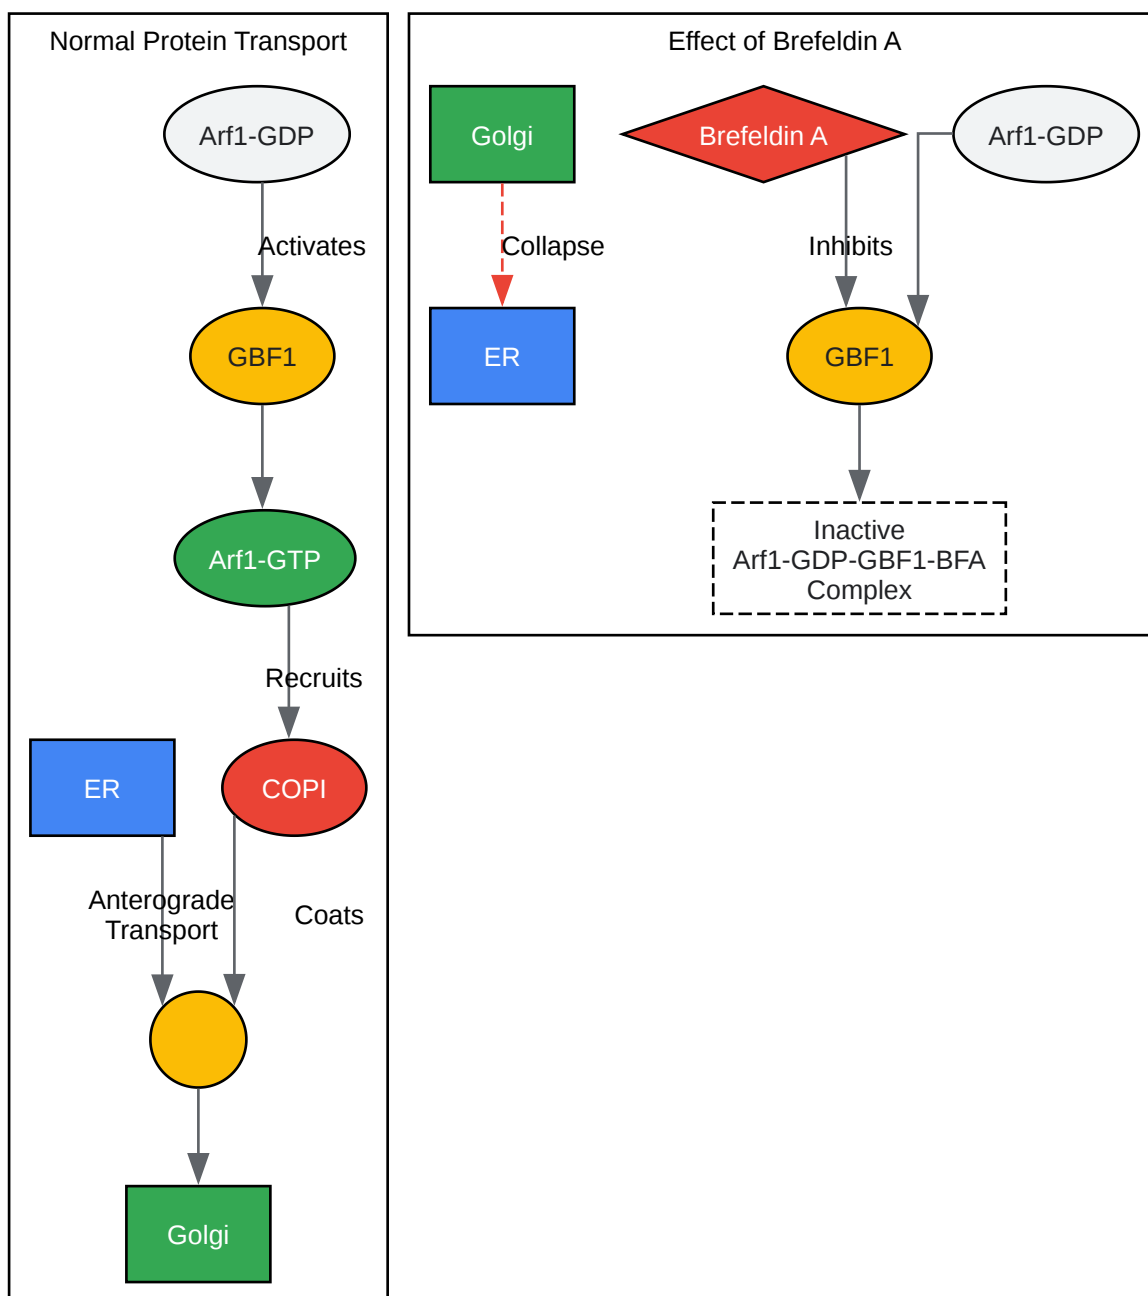 Normal Protein Transport
Arf1-GDP
Activates
GBF1
Arf1-GTP
Recruits
ER
COPI
Anterograde
Transport
Coats
Golgi
Effect of Brefeldin A
Golgi
Brefeldin A
Arf1-GDP
Collapse
Inhibits
ER
GBF1
Inactive
Arf1-GDP-GBF1-BFA
Complex